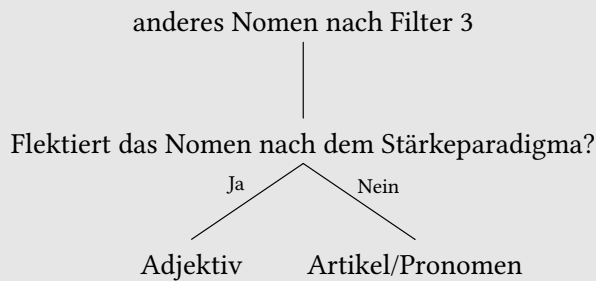 anderes Nomen nach Filter 3
Flektiert das Nomen nach dem Stärkeparadigma?
Ja
Nein
Adjektiv
Artikel/Pronomen